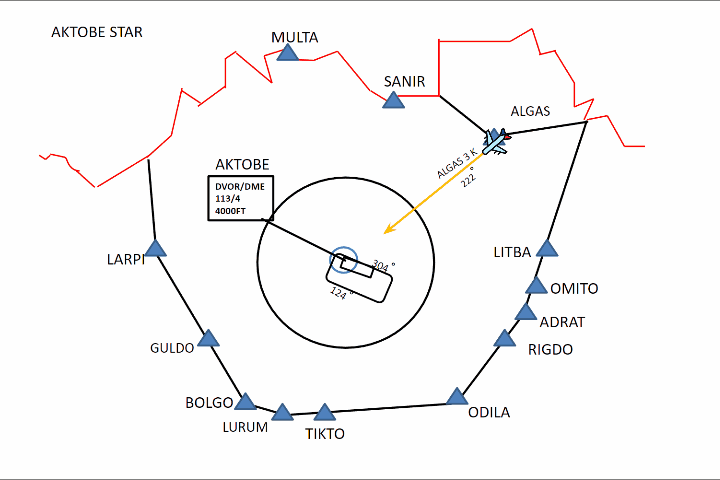 AKTOBE STAR
MULTA
SANIR
ALGAS
ALGAS 3 K
222°
AKTOBE
DVOR/DME
113/4
4000FT
304°
124°
LARPI
LITBA
OMITO
ADRAT
RIGDO
GULDO
BOLGO
LURUM
TIKTO
ODILA